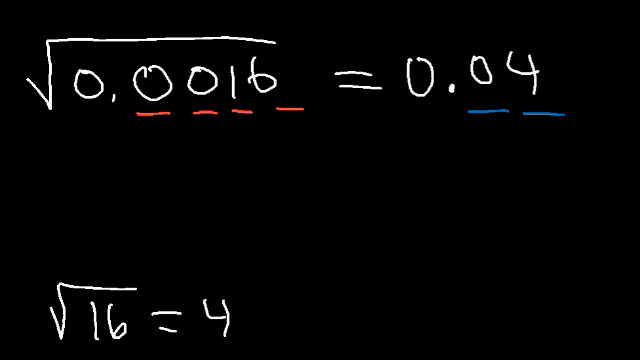 √0.0016 = 0.04
√16 = 4